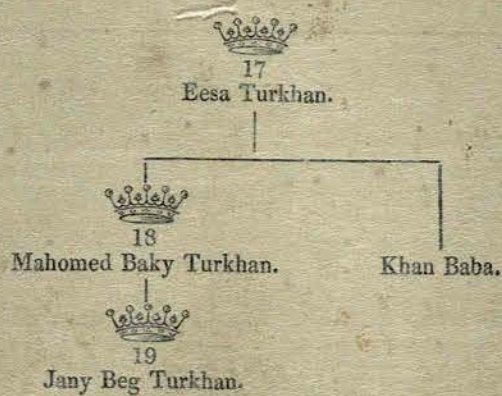 17
Eesa Turkhan.
18
Mahomed Baky Turkhan.
Khan Baba.
19
Jany Beg Turkhan.